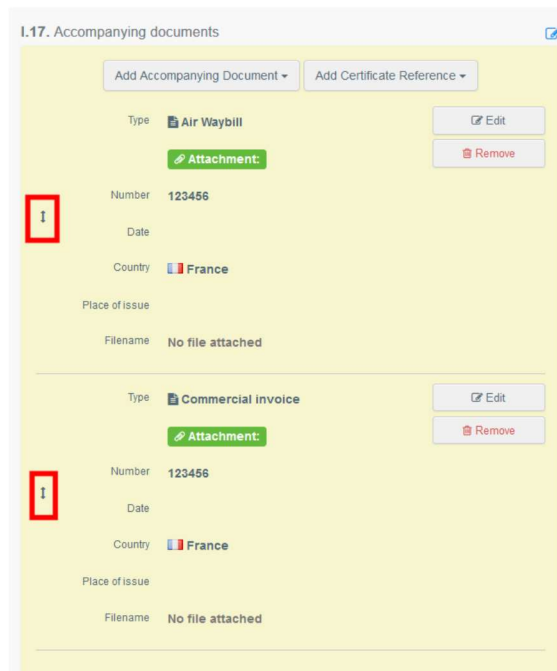 I.17. Accompanying documents
Add Accompanying Document
Add Certificate Reference
Type Air Waybill Edit
Attachment: Remove
Number 123456
Date
Country France
Place of issue
Filename No file attached
Type Commercial invoice Edit
Attachment: Remove
Number 123456
Date
Country France
Place of issue
Filename No file attached